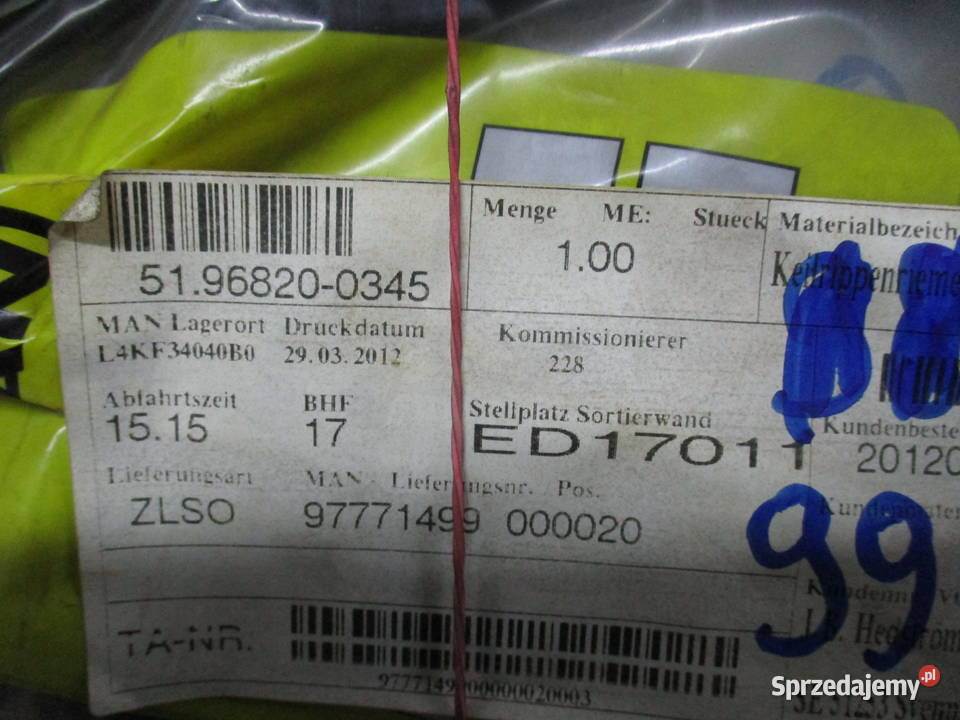 Menge ME: Stueck Materialbezeich
1.00 Keilrippenrieme
51.96820-0345
MAN Lagerort Druckdatum Kommissionierer
L4KF34040B0 29.03.2012 228
Abfahrtszeit BHF Stellplatz Sortierwand Kundenbeste
15.15 17 ED17011 20120
Lieferungsart MAN - Lieferungsnr. Pos.
ZLSO 97771499 000020
99
TA-NR.
Hegström
Sprzedajemy.pl